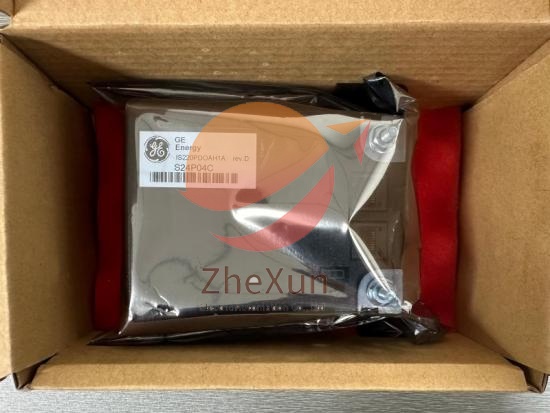 GE
Energy
IS220PDOAH1A rev.D
S24P04C
ZheXun